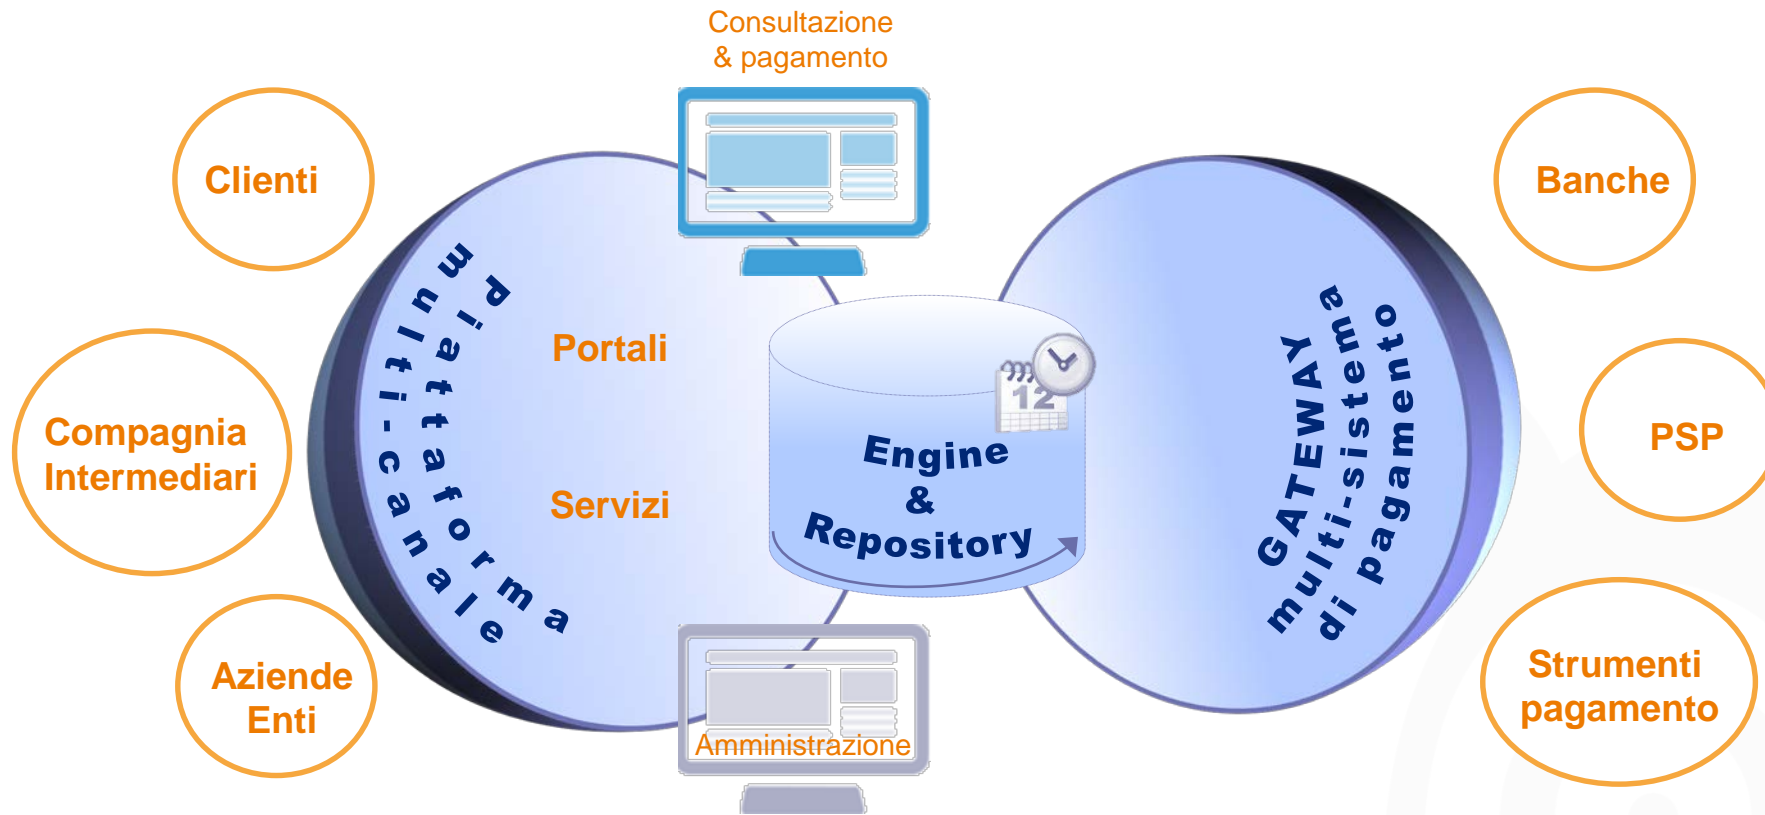 Consultazione
& pagamento
Clienti
Compagnia
Intermediari
Aziende
Enti
Piattaforma
multi-canale
Portali
Servizi
12
Engine
&
Repository
Amministrazione
GATEWAY
multi-sistema
di pagamento
Banche
PSP
Strumenti
pagamento